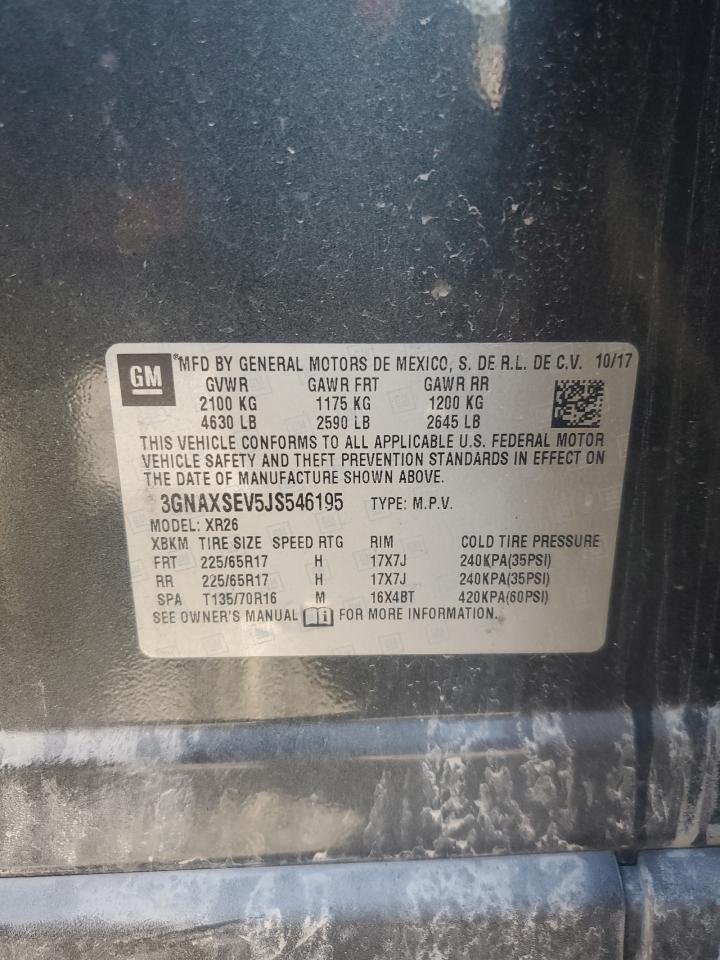 GM ®MFD BY GENERAL MOTORS DE MEXICO, S. DE R.L. DE C.V. 10/17
GVWR GAWR FRT GAWR RR
2100 KG 1175 KG 1200 KG
4630 LB 2590 LB 2645 LB
THIS VEHICLE CONFORMS TO ALL APPLICABLE U.S. FEDERAL MOTOR
VEHICLE SAFETY AND THEFT PREVENTION STANDARDS IN EFFECT ON
THE DATE OF MANUFACTURE SHOWN ABOVE.
3GNAXSEV5JS546195 TYPE: M.P.V.
MODEL: XR26
XBKM TIRE SIZE SPEED RTG RIM COLD TIRE PRESSURE
FRT 225/65R17 H 17X7J 240KPA(35PSI)
RR 225/65R17 H 17X7J 240KPA(35PSI)
SPA T135/70R16 M 16X4BT 420KPA(60PSI)
SEE OWNER'S MANUAL i FOR MORE INFORMATION.